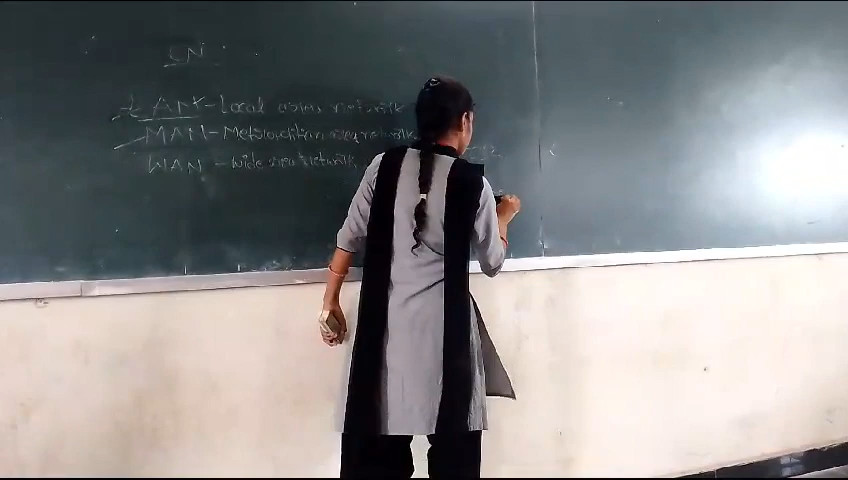 CN
LAN - Local area network
MAN - Metropolitan area network
WAN - Wide area network